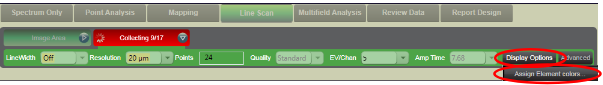 Spectrum Only Point Analysis Mapping Line Scan Multifield Analysis Review Data Report Design
Image Area Collecting 9/17
LineWidth Off Resolution 20 µm Points 24 Quality Standard EV/Chan 5 Amp Time 7.68 Display Options Advanced
Assign Element colors...